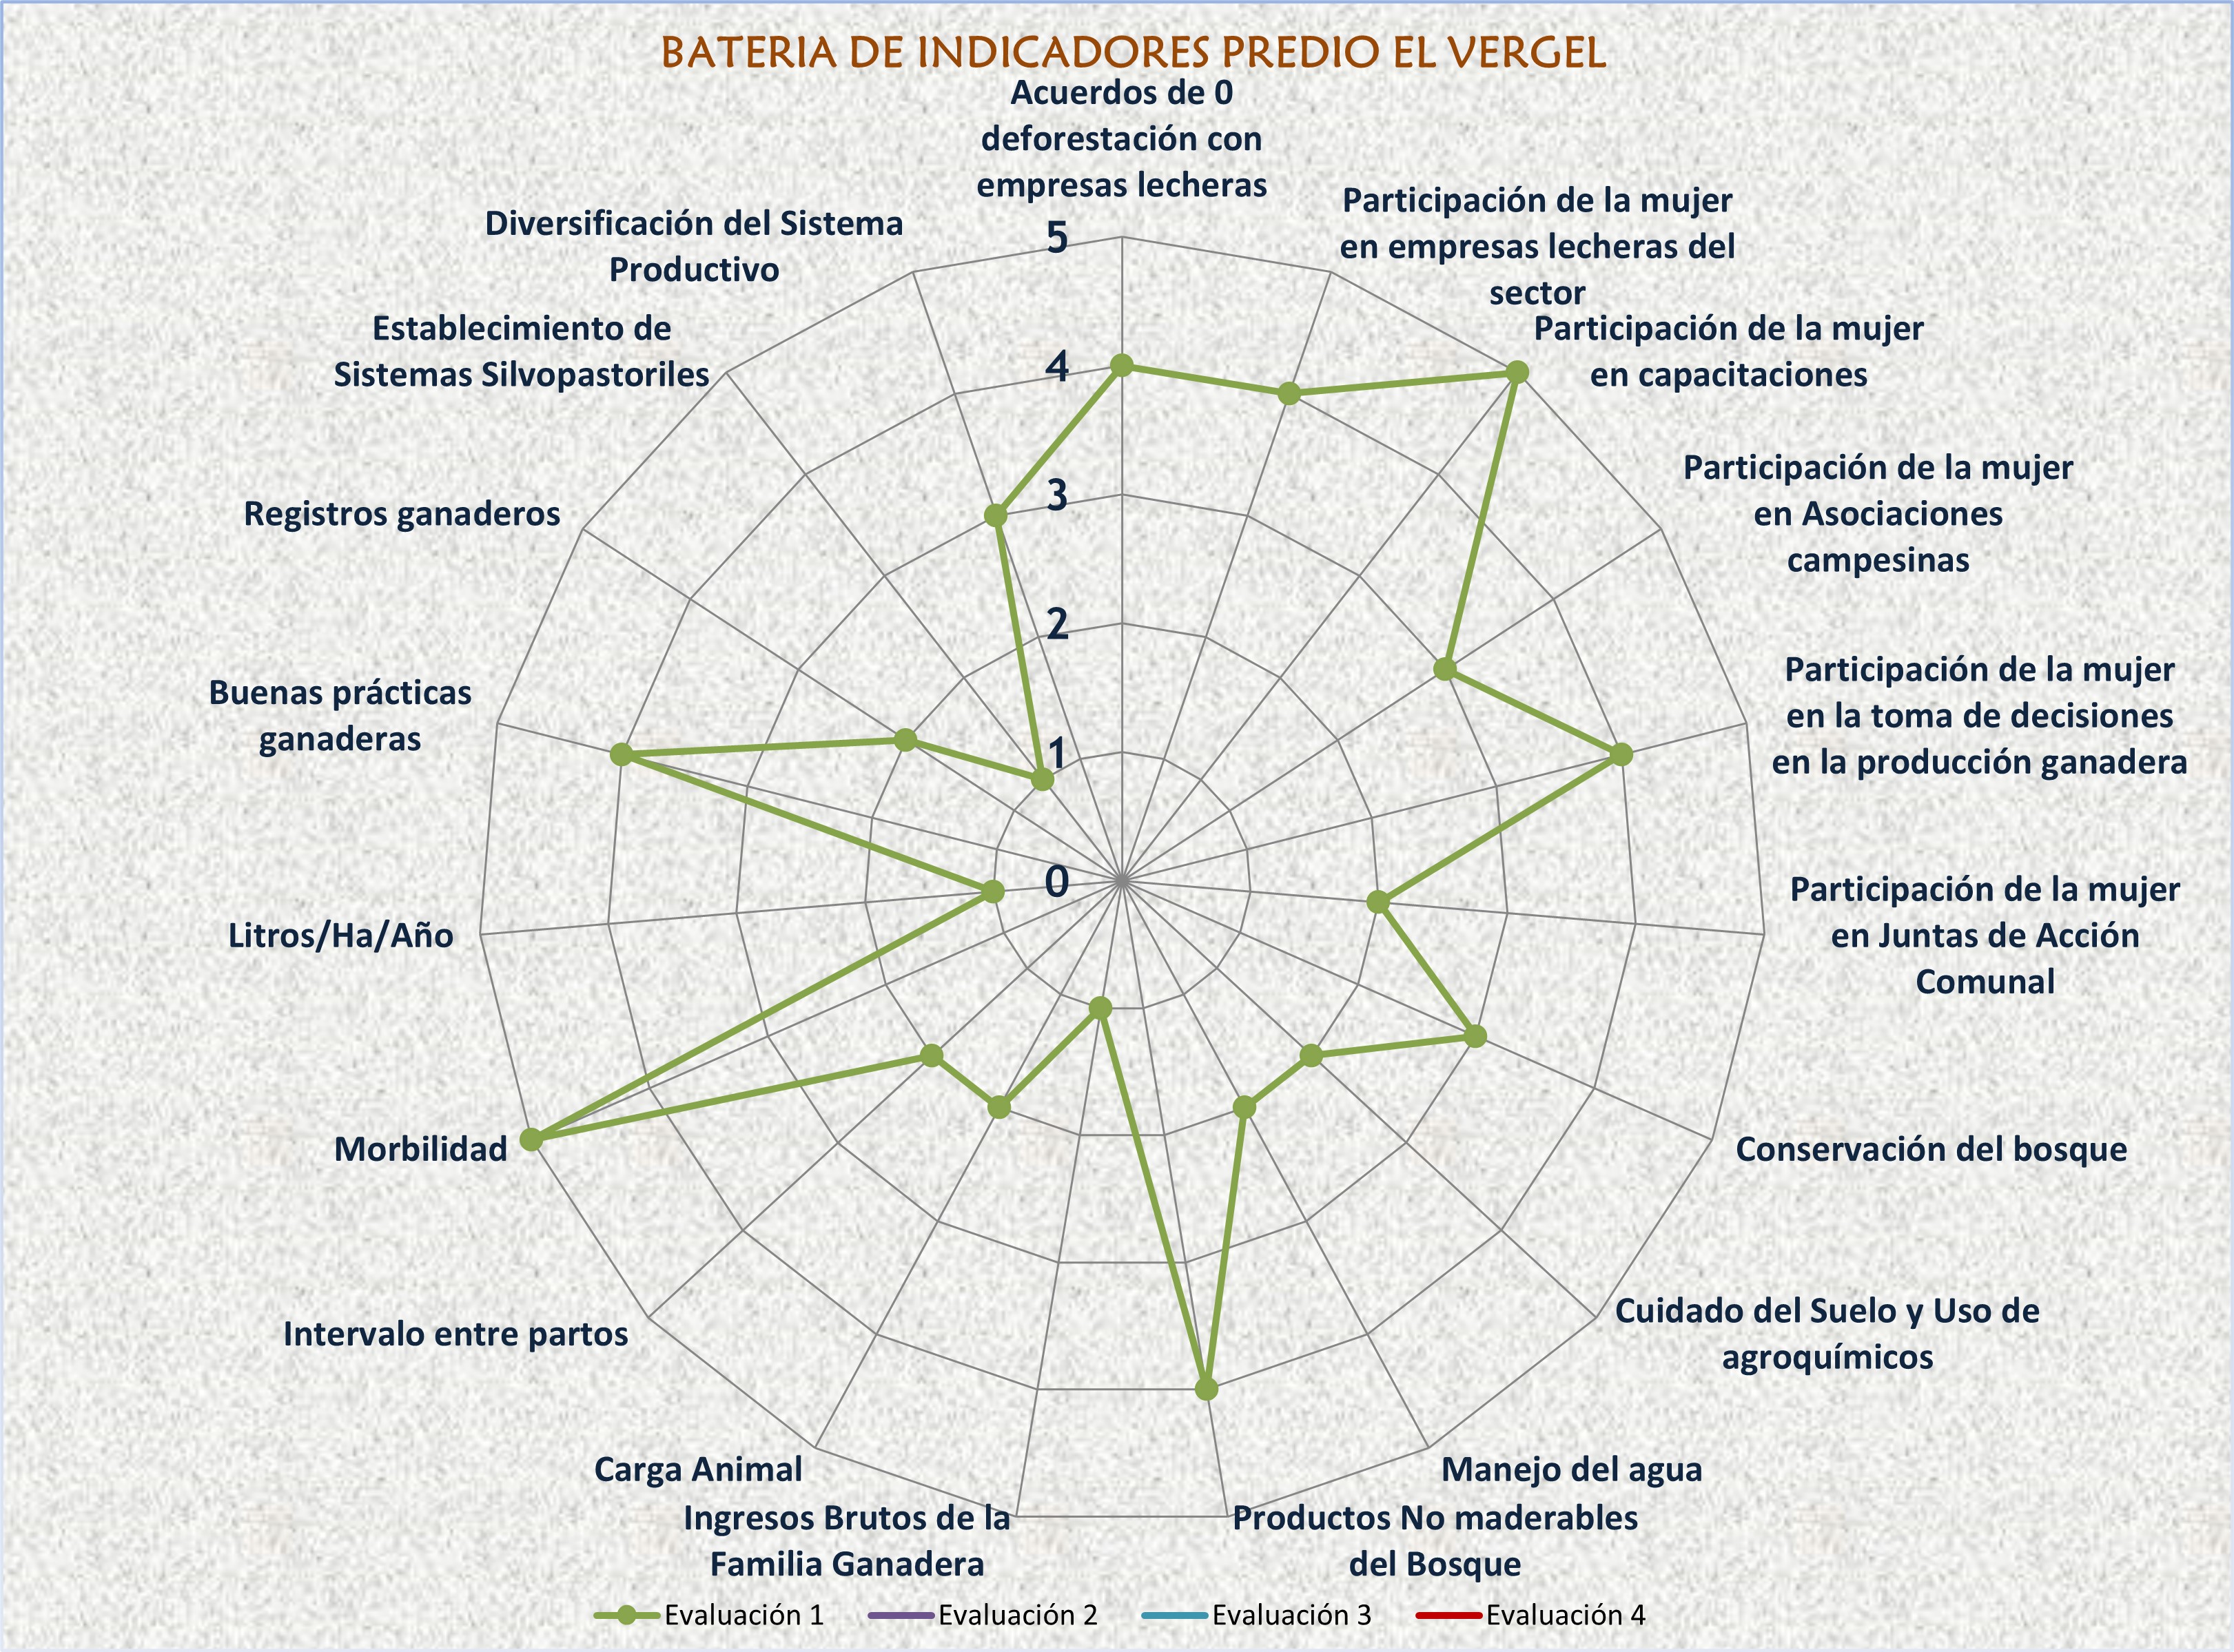 BATERIA DE INDICADORES PREDIO EL VERGEL
Acuerdos de 0
deforestación con
empresas lecheras
Participación de la mujer
en empresas lecheras del
sector
Participación de la mujer
en capacitaciones
Participación de la mujer
en Asociaciones
campesinas
Participación de la mujer
en la toma de decisiones
en la producción ganadera
Participación de la mujer
en Juntas de Acción
Comunal
Conservación del bosque
Cuidado del Suelo y Uso de
agroquímicos
Manejo del agua
Productos No maderables
del Bosque
Ingresos Brutos de la
Familia Ganadera
Carga Animal
Intervalo entre partos
Morbilidad
Litros/Ha/Año
Buenas prácticas
ganaderas
Registros ganaderos
Establecimiento de
Sistemas Silvopastoriles
Diversificación del Sistema
Productivo
5
4
3
2
1
0
Evaluación 1
Evaluación 2
Evaluación 3
Evaluación 4